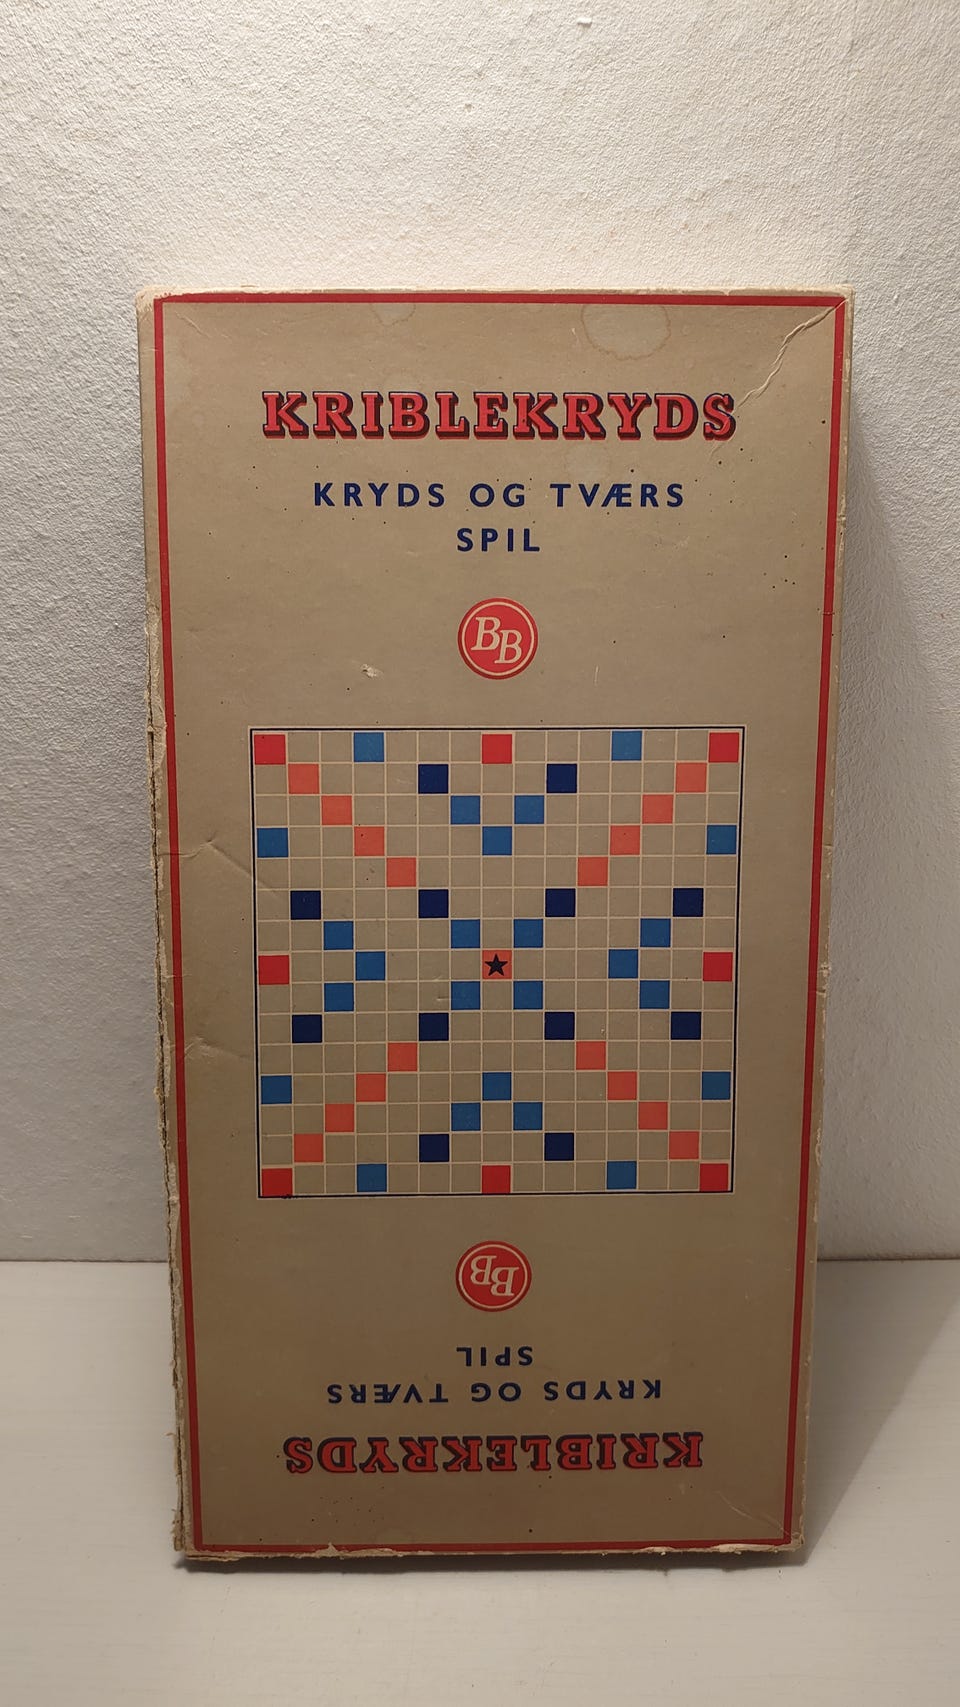 KRIBLEKRYDS
KRYDS OG TVÆRS
SPIL
BB
BB
SPIL
KRYDS OG TVÆRS
KRIBLEKRYDS